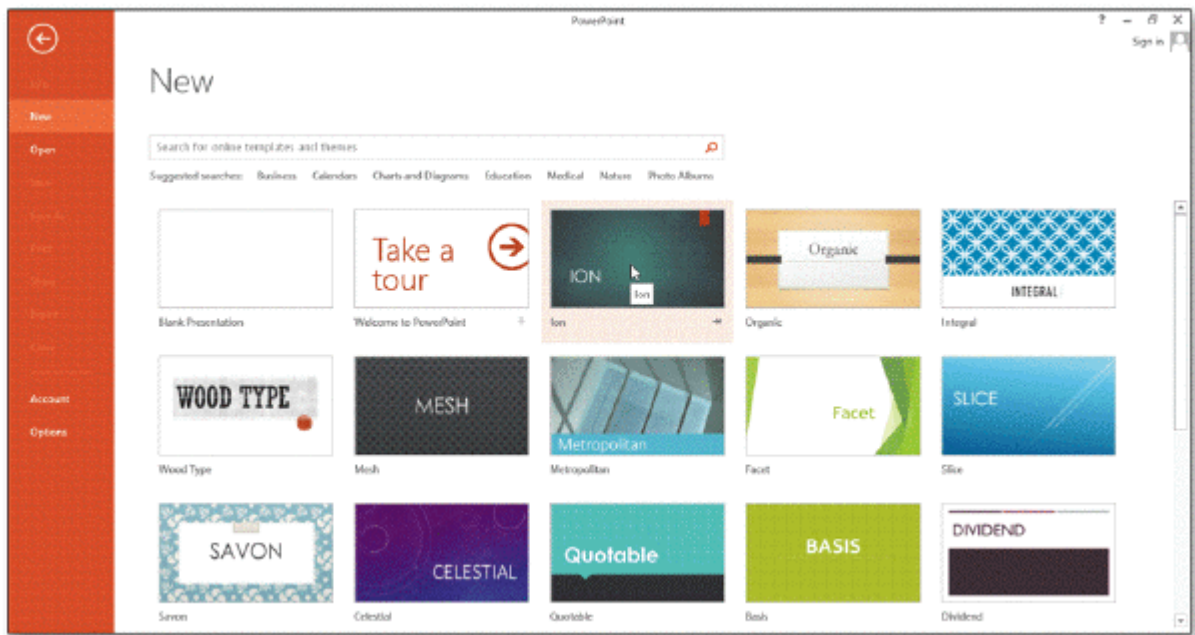 PowerPoint
?
Sign in
New
New
Open
Account
Options
Search for online templates and themes
Suggested searches: Business Calendars Charts and Diagrams Education Medical Nature Photo Albums
Take a
tour
ION
Ion
Organic
INTEGRAL
Blank Presentation
Welcome to PowerPoint
Ion
Organic
Integral
WOOD TYPE
MESH
Metropolitan
Facet
SLICE
Wood Type
Mesh
Metropolitan
Facet
Slice
SAVON
CELESTIAL
Quotable
BASIS
DIVIDEND
Savon
Celestial
Quotable
Basis
Dividend